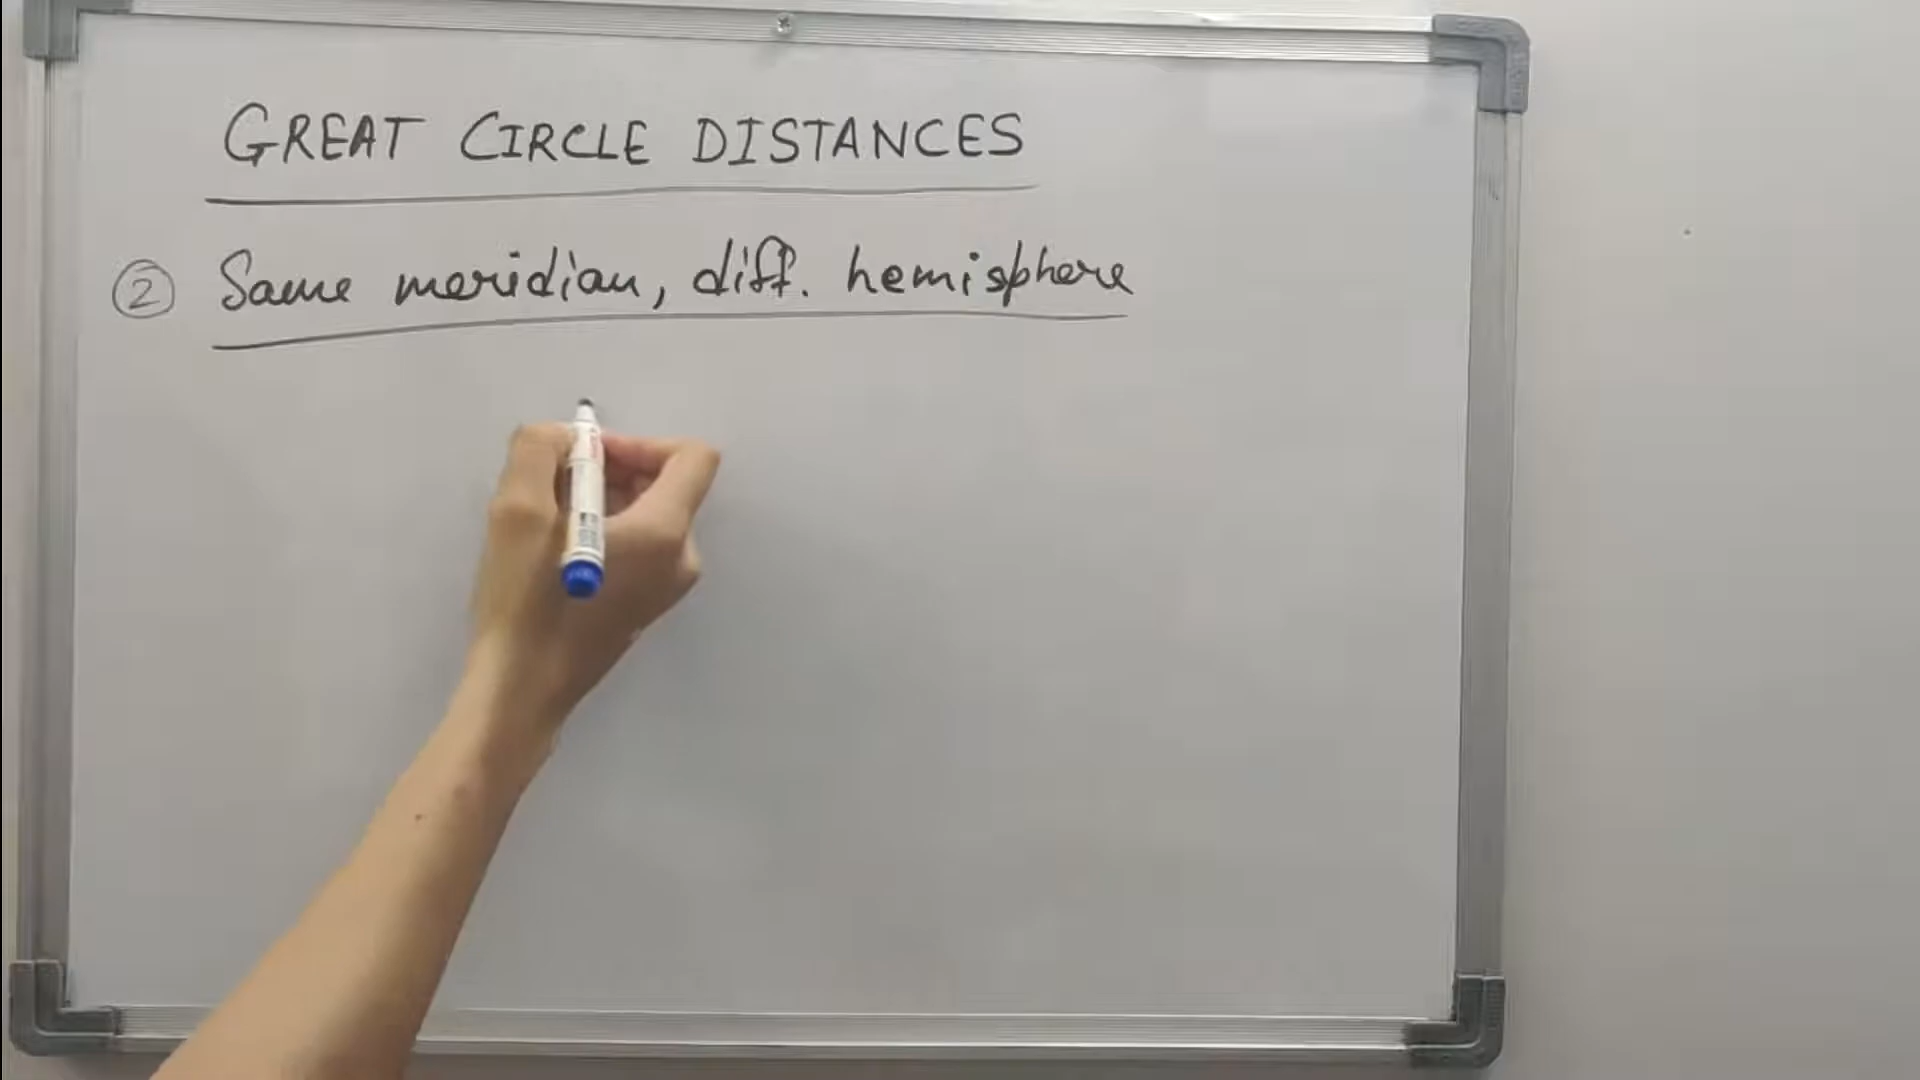 GREAT CIRCLE DISTANCES
② Same meridian, diff. hemisphere